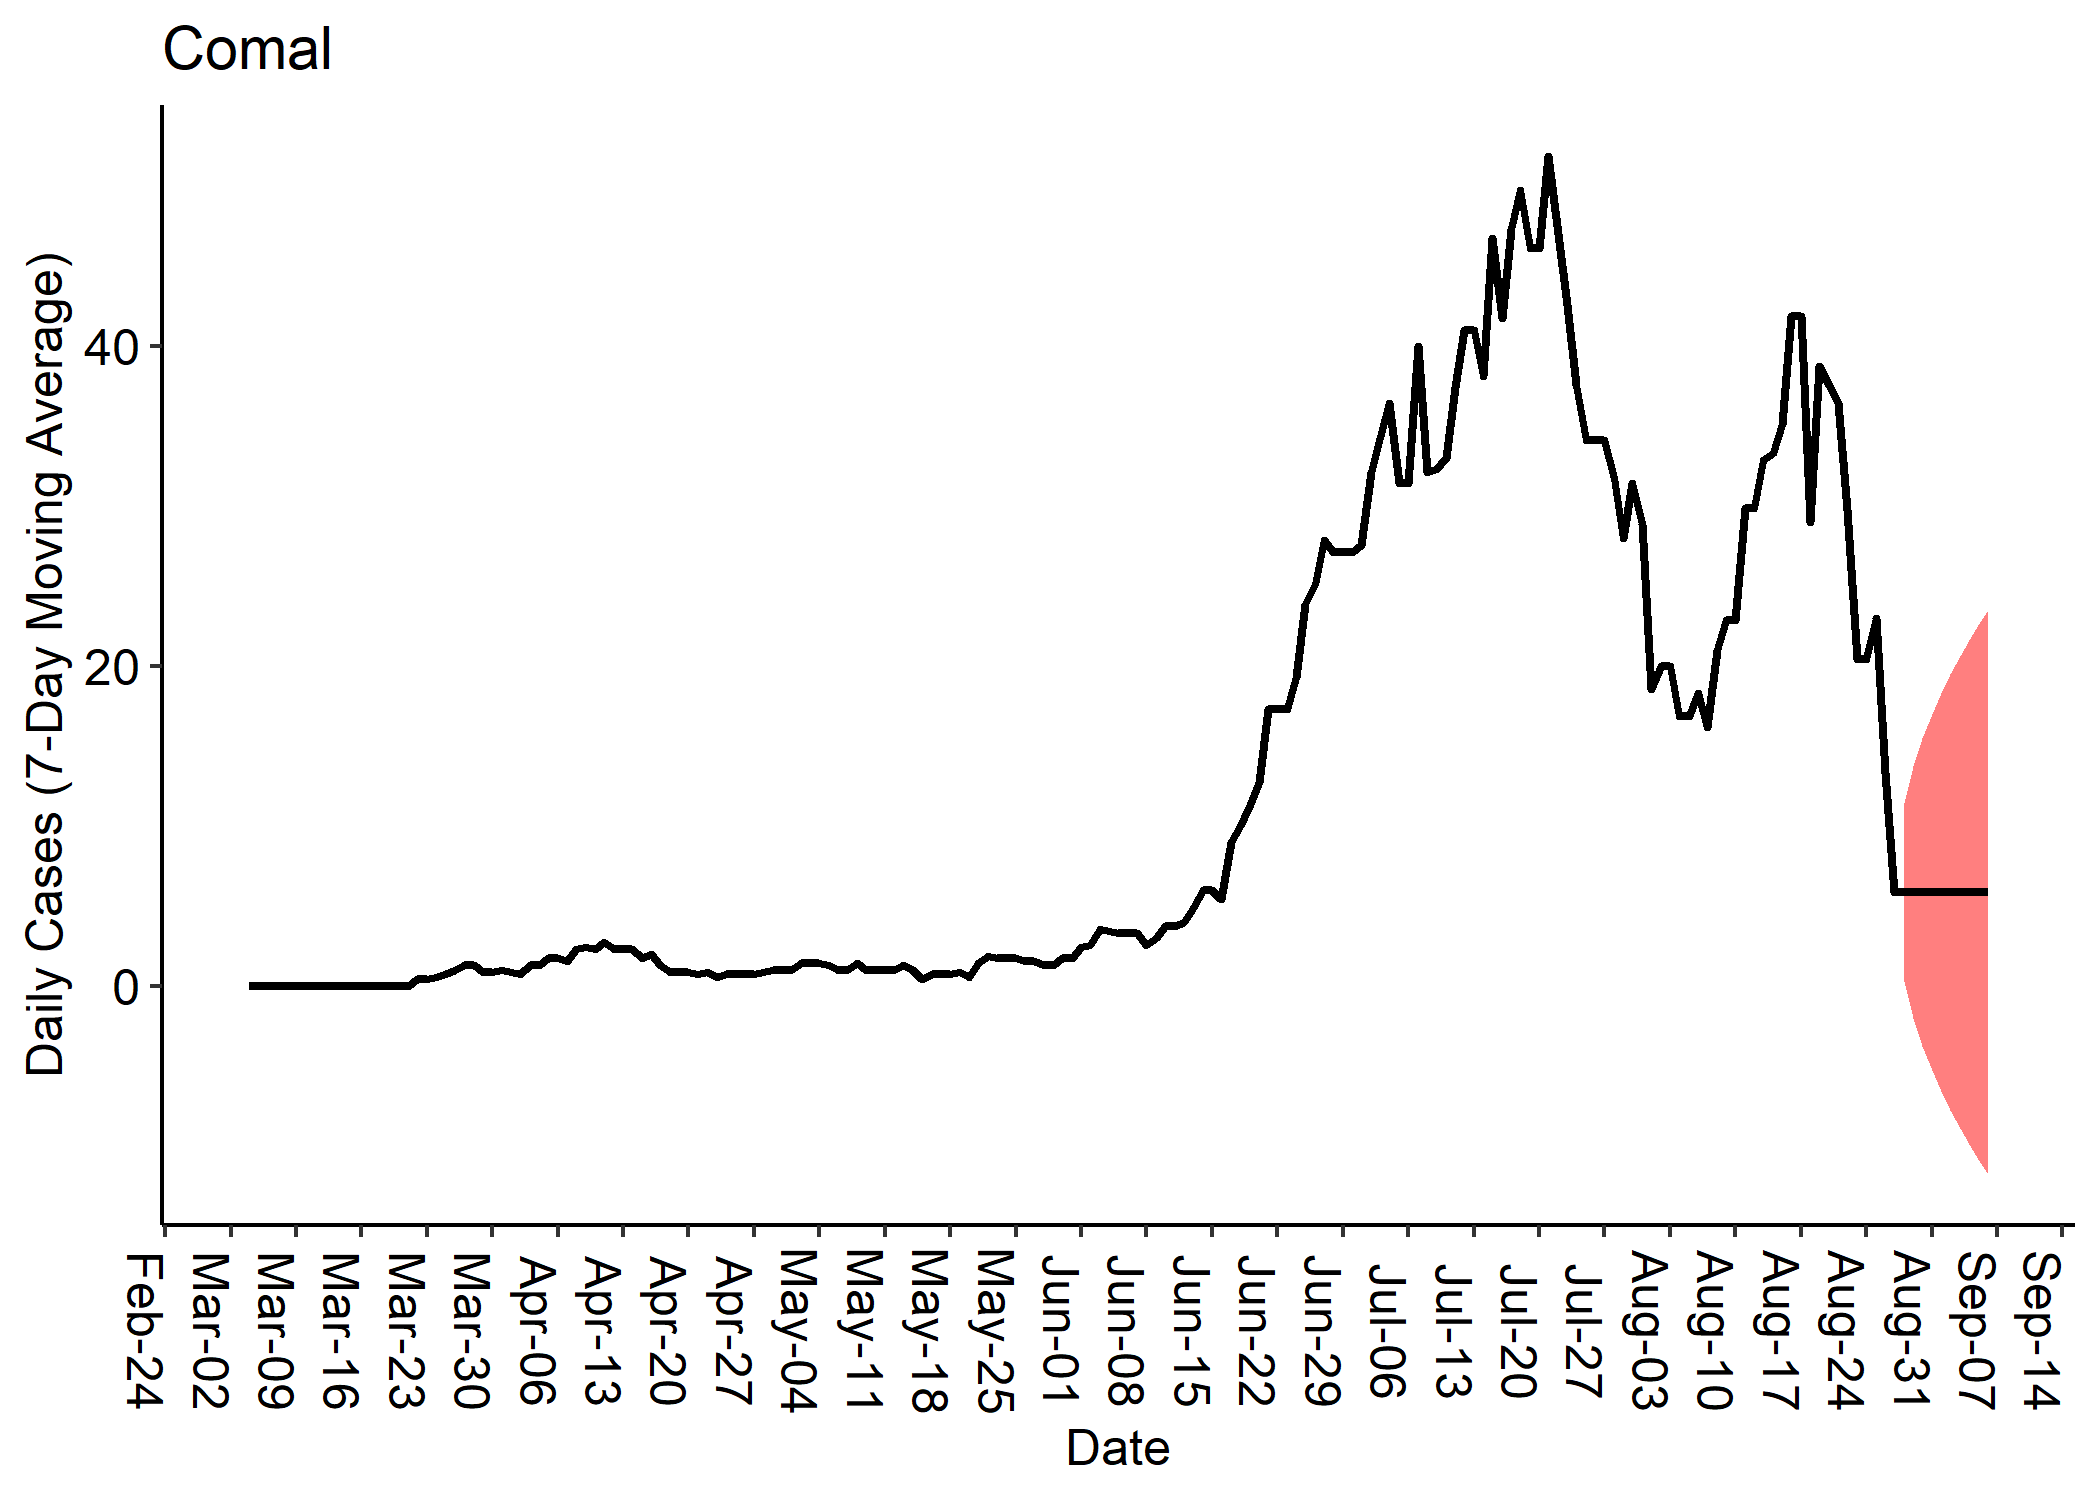 Comal
Daily Cases (7-Day Moving Average)
40
20
0
Feb-24
Mar-02
Mar-09
Mar-16
Mar-23
Mar-30
Apr-06
Apr-13
Apr-20
Apr-27
May-04
May-11
May-18
May-25
Jun-01
Jun-08
Jun-15
Jun-22
Jun-29
Jul-06
Jul-13
Jul-20
Jul-27
Aug-03
Aug-10
Aug-17
Aug-24
Aug-31
Sep-07
Sep-14
Date